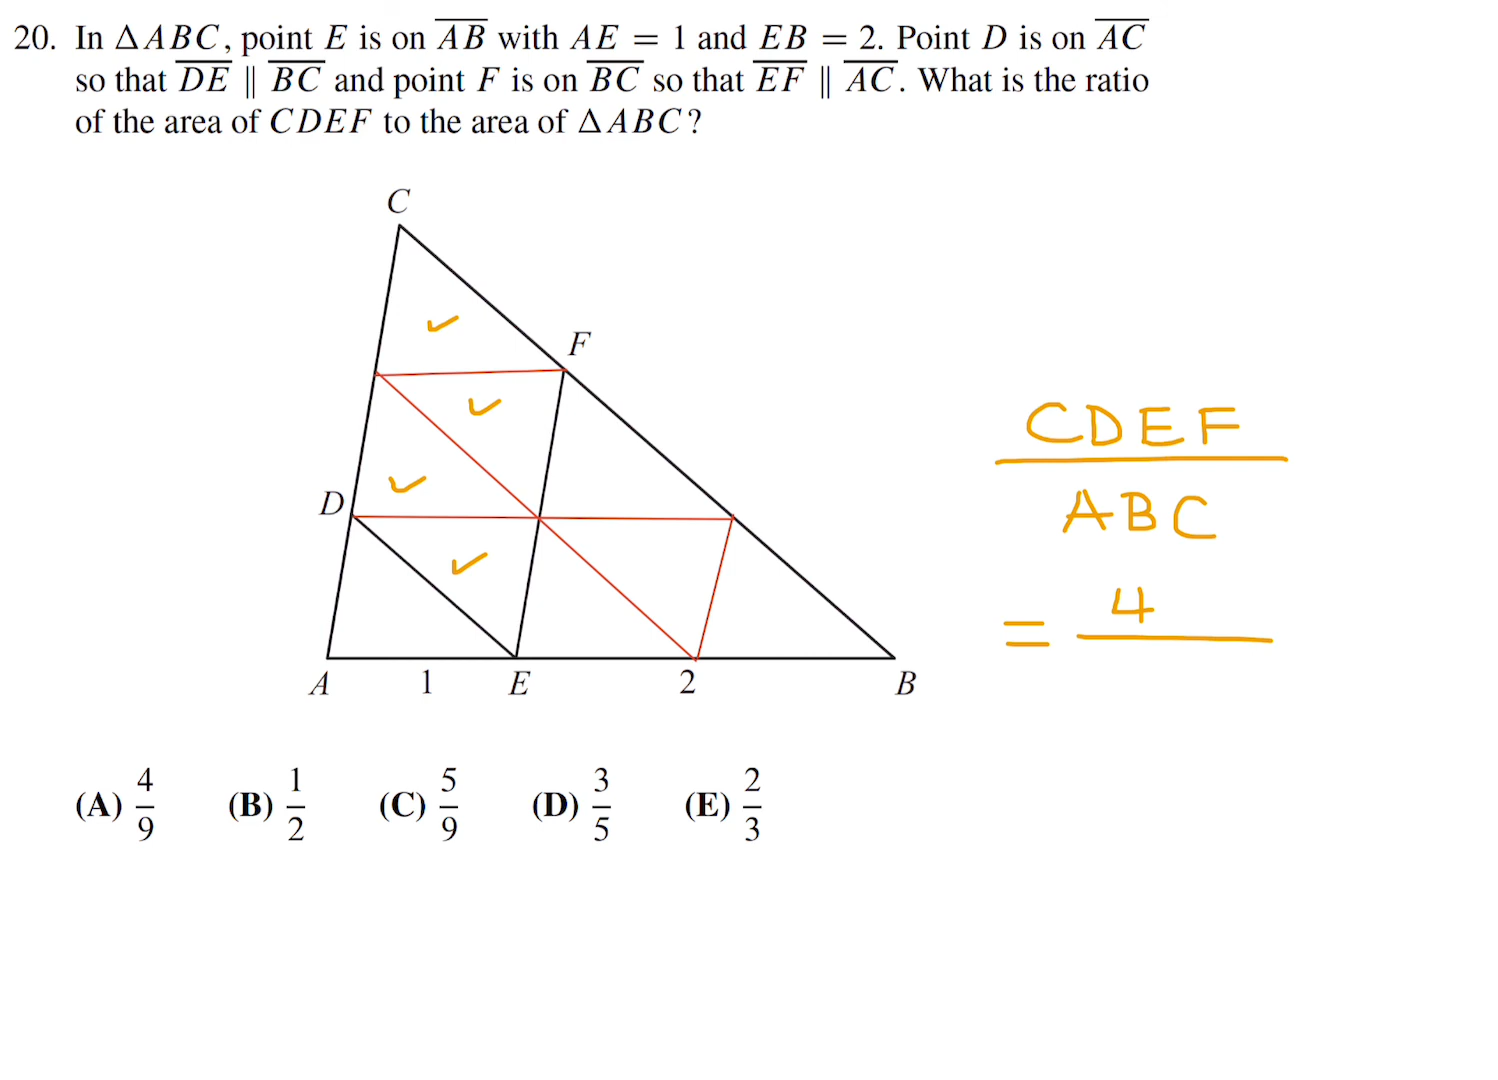 20. In △ABC, point E is on AB with AE = 1 and EB = 2. Point D is on AC
so that DE ∥ BC and point F is on BC so that EF ∥ AC. What is the ratio
of the area of CDEF to the area of △ABC?
C
F
D
A 1 E 2 B
CDEF
ABC
= 4
(A) 4/9 (B) 1/2 (C) 5/9 (D) 3/5 (E) 2/3